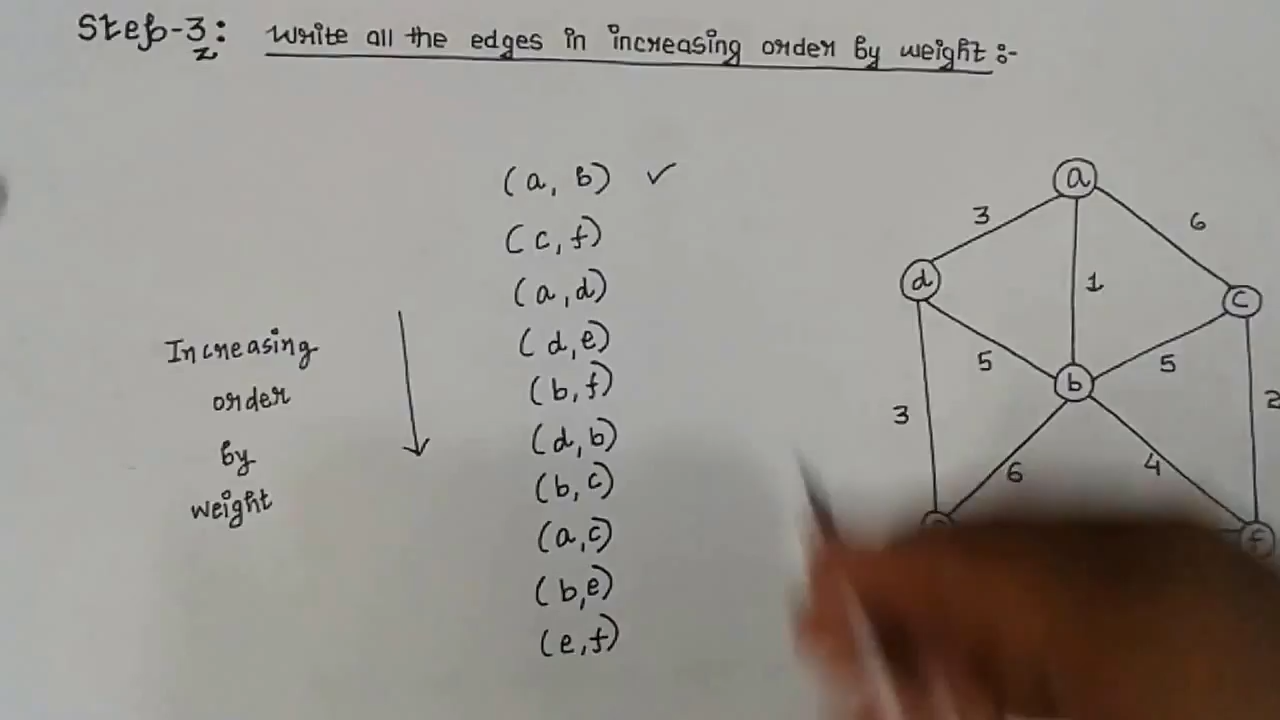 Step-3: Write all the edges in increasing order by weight :-
(a, b) ✓
(c, f)
(a, d)
(d, e)
(b, f)
(d, b)
(b, c)
(a, c)
(b, e)
(e, f)
Increasing
order
by
weight
a
3
6
d
1
c
5
5
b
3
2
6
4
f